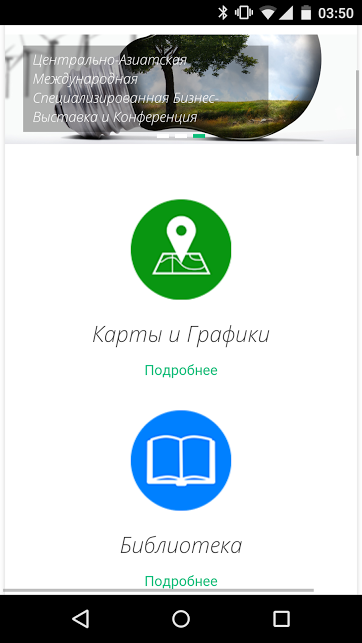 03:50
Центрально-Азиатская
Международная
Специализированная Бизнес-
Выставка и Конференция
Карты и Графики
Подробнее
Библиотека
Подробнее